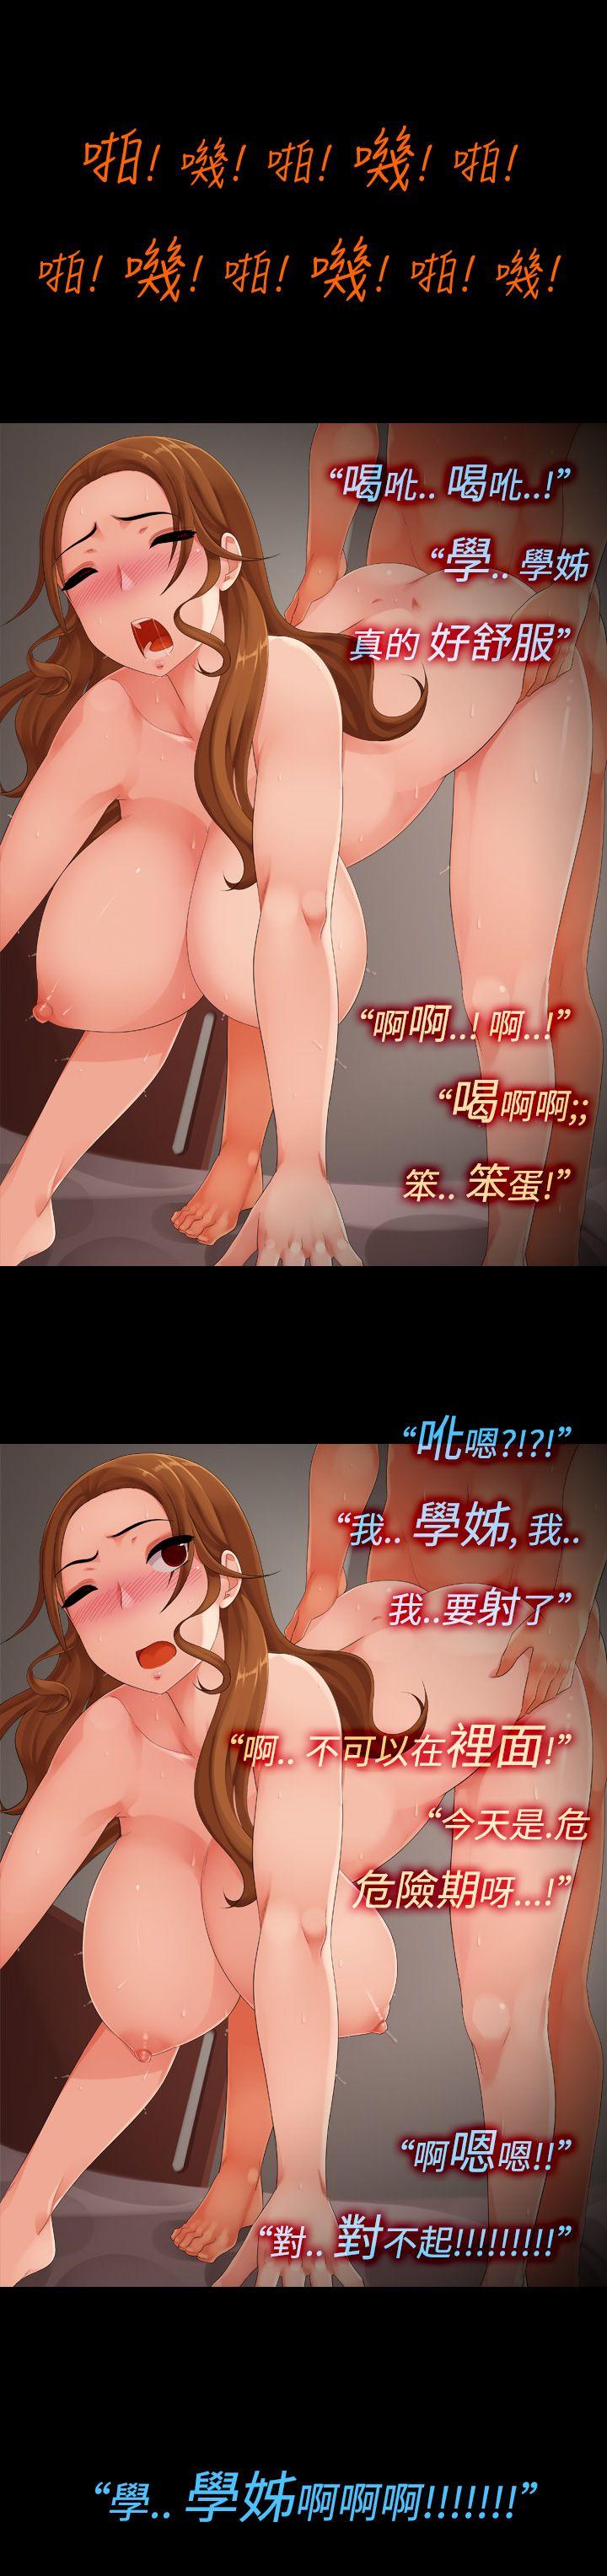 啪! 嘰! 啪! 嘰! 啪!
啪! 嘰! 啪! 嘰! 啪! 嘰!
“喝吪.. 喝吪..!”
“學.. 學姊
真的 好舒服”
“啊啊..! 啊..!”
“喝啊啊;;
笨.. 笨蛋!”
“吪嗯?!?!”
“我.. 學姊, 我..
我..要射了”
“啊.. 不可以在裡面!”
“今天是.危
危險期呀...!”
“啊嗯嗯!!”
“對.. 對不起!!!!!!!!!”
“學.. 學姊啊啊啊!!!!!!!”